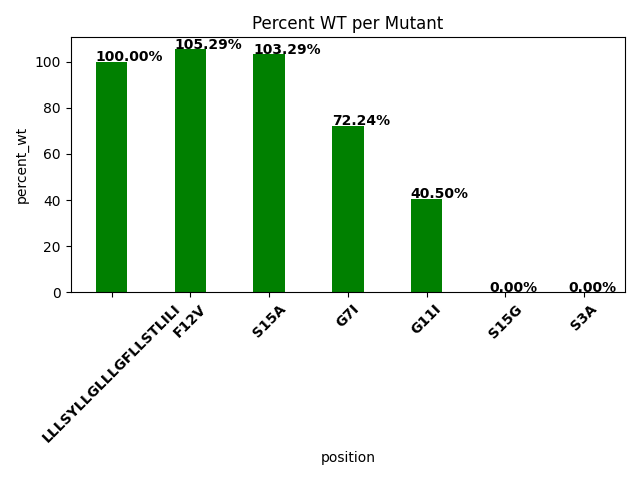 Percent WT per Mutant
percent_wt
100
80
60
40
20
0
100.00%
105.29%
103.29%
72.24%
40.50%
0.00%
0.00%
LLLSYLLGLLLGFLLSTLILI
F12V
S15A
G7I
G11I
S15G
S3A
position